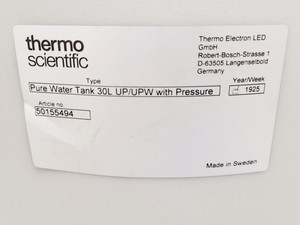 thermo
scientific
Thermo Electron LED
GmbH
Robert-Bosch-Strasse 1
D-63505 Langenselbold
Germany
Type
Year/Week
Pure Water Tank 30L UP/UPW with Pressure
1925
Article no
50155494
Made in Sweden